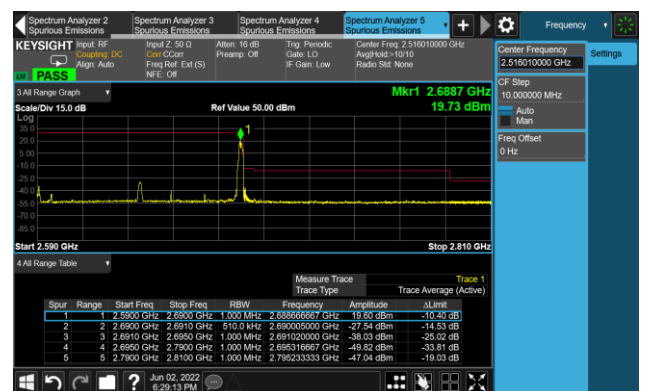 Spectrum Analyzer 2
Spurious Emissions
Spectrum Analyzer 3
Spurious Emissions
Spectrum Analyzer 4
Spurious Emissions
Spectrum Analyzer 5
Spurious Emissions
+
Frequency
KEYSIGHT
Input: RF
Coupling: DC
Align: Auto
Input Z: 50 Ω
Corr CCorr
Freq Ref: Ext (S)
NFE: Off
Atten: 16 dB
Preamp: Off
Trig: Periodic
Gate: LO
IF Gain: Low
Center Freq: 2.516010000 GHz
Avg|Hold:>10/10
Radio Std: None
PASS
Center Frequency
2.516010000 GHz
Settings
CF Step
10.000000 MHz
Auto
Man
Freq Offset
0 Hz
3 All Range Graph
Mkr1 2.6887 GHz
Scale/Div 15.0 dB
Ref Value 50.00 dBm
19.73 dBm
Log
35.0
20.0
5.00
-10.0
-25.0
-40.0
-55.0
-70.0
-85.0
1
Start 2.590 GHz
Stop 2.810 GHz
4 All Range Table
Measure Trace Trace 1
Trace Type Trace Average (Active)
Spur Range Start Freq Stop Freq RBW Frequency Amplitude ΔLimit
1 1 2.5900 GHz 2.6900 GHz 1.000 MHz 2.688666667 GHz 19.60 dBm -10.40 dB
2 2 2.6900 GHz 2.6910 GHz 510.0 kHz 2.690005000 GHz -27.54 dBm -14.53 dB
3 3 2.6910 GHz 2.6950 GHz 1.000 MHz 2.691020000 GHz -38.03 dBm -25.02 dB
4 4 2.6950 GHz 2.7900 GHz 1.000 MHz 2.695316667 GHz -49.82 dBm -33.81 dB
5 5 2.7900 GHz 2.8100 GHz 1.000 MHz 2.795233333 GHz -47.04 dBm -19.03 dB
?
Jun 02, 2022
6:29:13 PM